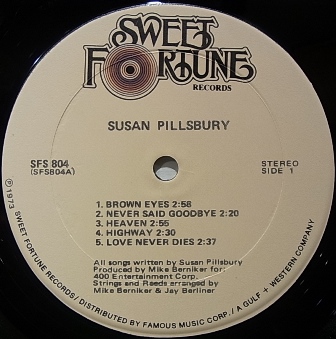 SWEET
FORTUNE
RECORDS
SUSAN PILLSBURY
SFS 804
(SFS804A)
STEREO
SIDE 1
1. BROWN EYES 2:58
2. NEVER SAID GOODBYE 2:20
3. HEAVEN 2:55
4. HIGHWAY 2:30
5. LOVE NEVER DIES 2:37
All songs written by Susan Pillsbury
Produced by Mike Berniker for:
400 Entertainment Corp.
Strings and Reeds arranged by
Mike Berniker & Jay Berliner
Ⓟ1973 SWEET FORTUNE RECORDS/DISTRIBUTED BY FAMOUS MUSIC CORP./A GULF + WESTERN COMPANY